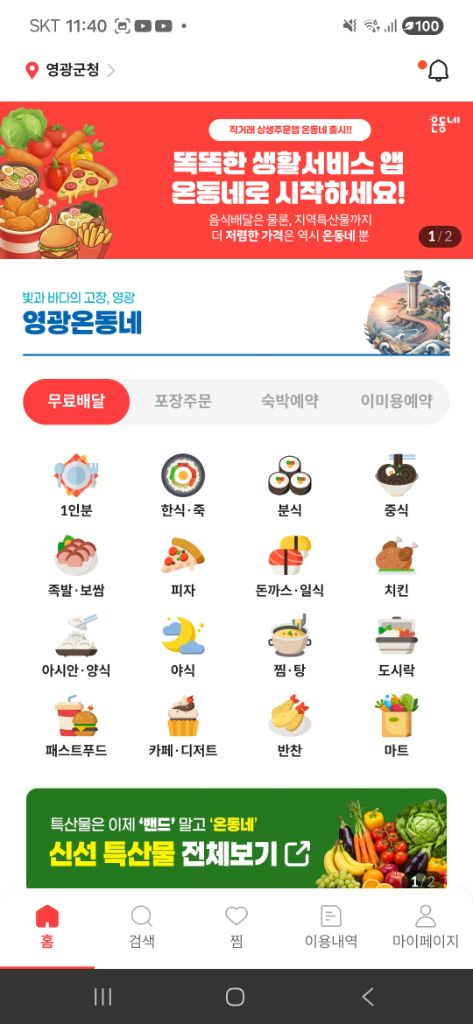 SKT 11:40
100
영광군청
직거래 상생주문앱 온동네 출시!!
온동네
똑똑한 생활서비스 앱
온동네로 시작하세요!
음식배달은 물론, 지역특산물까지
더 저렴한 가격은 역시 온동네 뿐
1/2
빛과 바다의 고장, 영광
영광온동네
무료배달 포장주문 숙박예약 이미용예약
1인분 한식·죽 분식 중식
족발·보쌈 피자 돈까스·일식 치킨
아시안·양식 야식 찜·탕 도시락
패스트푸드 카페·디저트 반찬 마트
특산물은 이제 '밴드' 말고 '온동네'
신선 특산물 전체보기
1/2
홈 검색 찜 이용내역 마이페이지